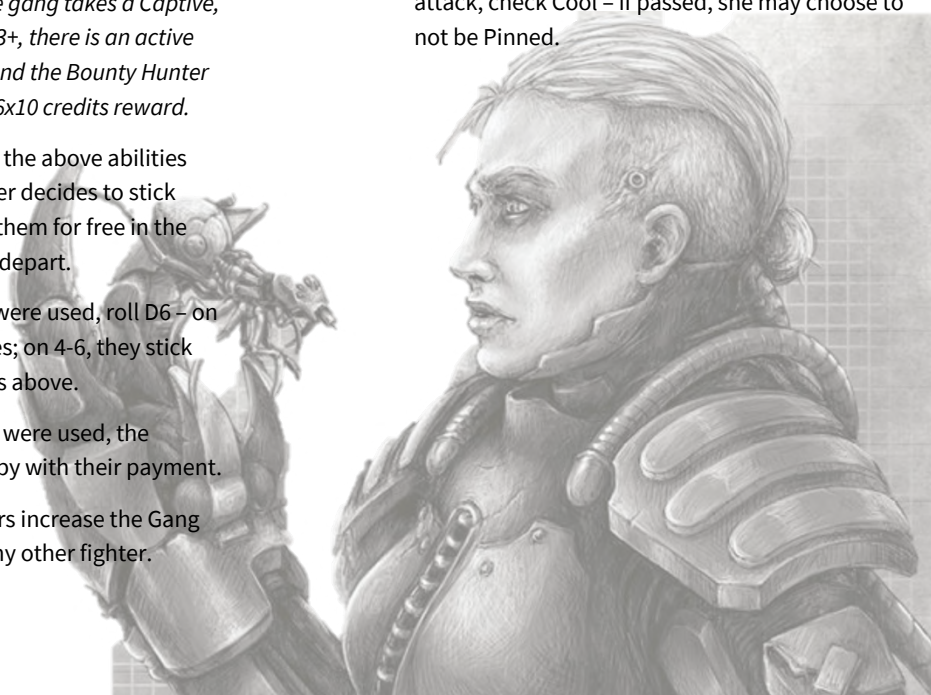 e gang takes a Captive,
3+, there is an active
nd the Bounty Hunter
6x10 credits reward.
the above abilities
er decides to stick
them for free in the
depart.
were used, roll D6 – on
es; on 4-6, they stick
s above.
were used, the
by with their payment.
rs increase the Gang
ny other fighter.
attack, check Cool – if passed, she may choose to
not be Pinned.